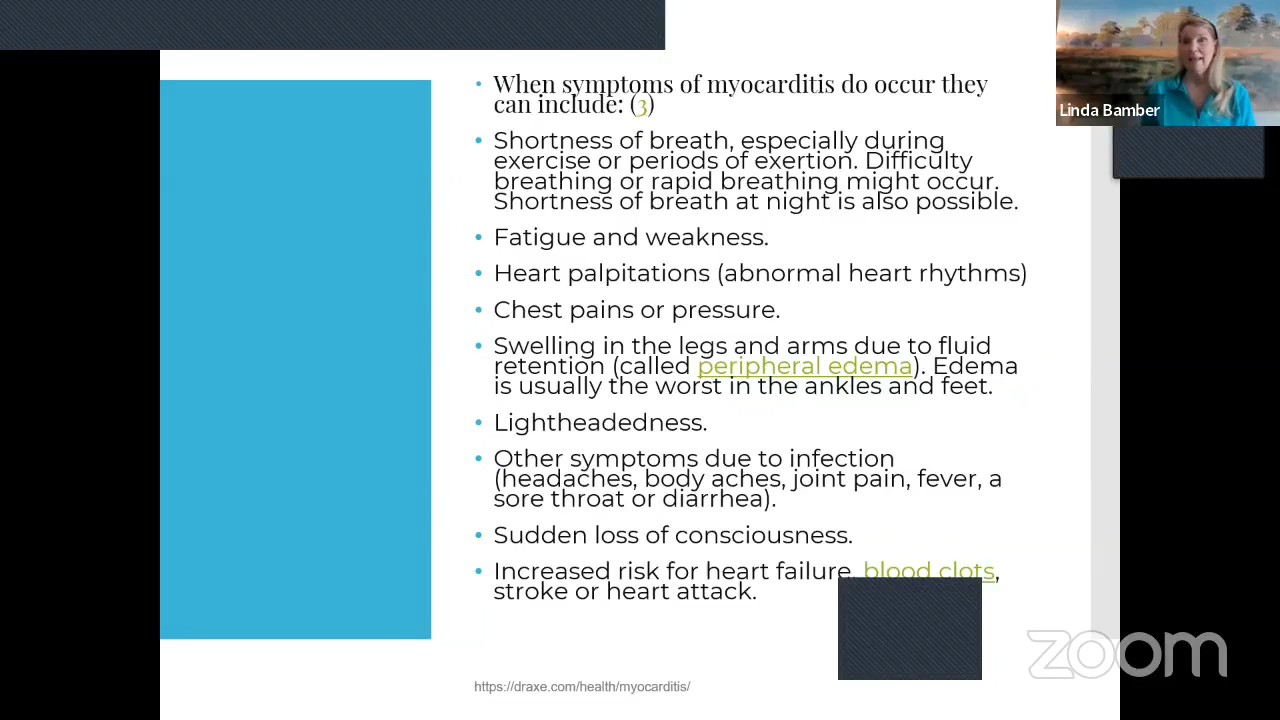 When symptoms of myocarditis do occur they
can include: (3)
Shortness of breath, especially during
exercise or periods of exertion. Difficulty
breathing or rapid breathing might occur.
Shortness of breath at night is also possible.
Fatigue and weakness.
Heart palpitations (abnormal heart rhythms)
Chest pains or pressure.
Swelling in the legs and arms due to fluid
retention (called peripheral edema). Edema
is usually the worst in the ankles and feet.
Lightheadedness.
Other symptoms due to infection
(headaches, body aches, joint pain, fever, a
sore throat or diarrhea).
Sudden loss of consciousness.
Increased risk for heart failure, blood clots,
stroke or heart attack.
https://draxe.com/health/myocarditis/
Linda Bamber
zoom